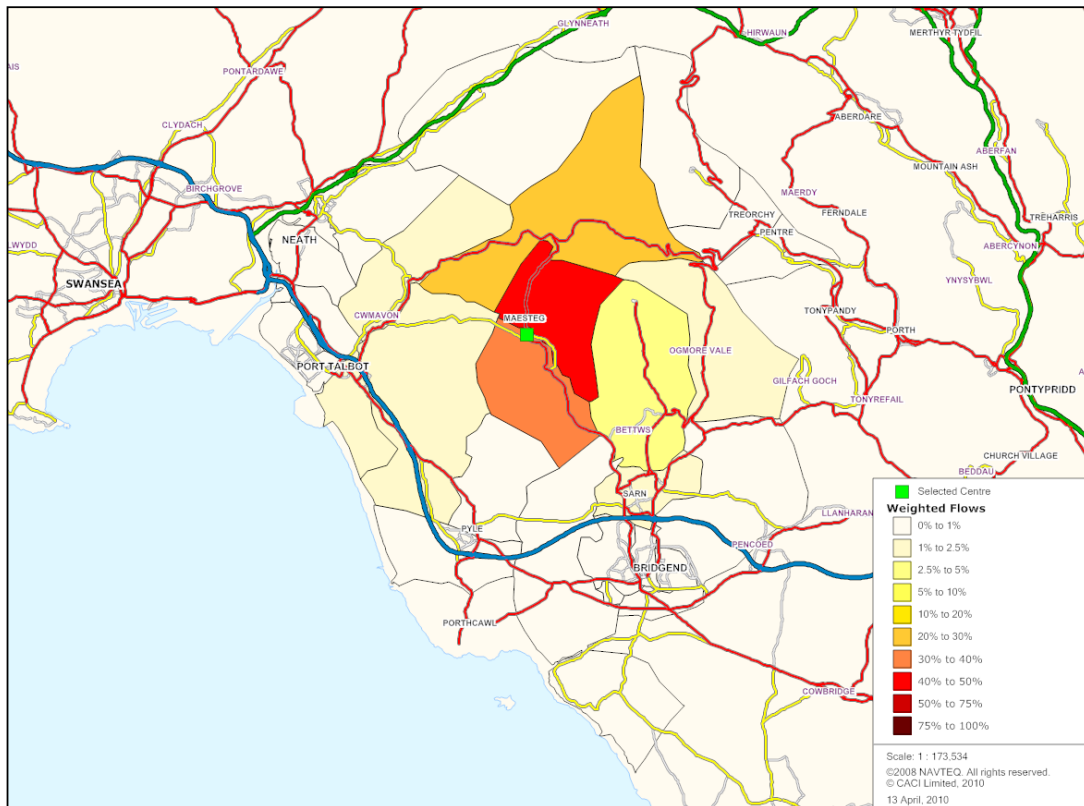 GLYNNEATH
HIRWAUN
MERTHYR TYDFIL
AIS
PONTARDAWE
CLYDACH
ABERDARE
ABERFAN
MOUNTAIN ASH
BIRCHGROVE
MAERDY
TREORCHY
FERNDALE
TREHARRIS
NEATH
PENTRE
ABERCYNON
LWYDD
SWANSEA
YNYSYBWL
CWMAVON
MAESTEG
TONYPANDY
PORTH
OGMORE VALE
PORT TALBOT
GILFACH GOCH
PONTYPRIDD
A
TONYREFAIL
BETTWS
CHURCH VILLAGE
BEDDAU
SARN
LLANHARAN
PYLE
PENCOED
BRIDGEND
PORTHCAWL
COWBRIDGE
Selected Centre
Weighted Flows
0% to 1%
1% to 2.5%
2.5% to 5%
5% to 10%
10% to 20%
20% to 30%
30% to 40%
40% to 50%
50% to 75%
75% to 100%
Scale: 1 : 173,534
©2008 NAVTEQ. All rights reserved.
© CACI Limited, 2010
13 April, 2010